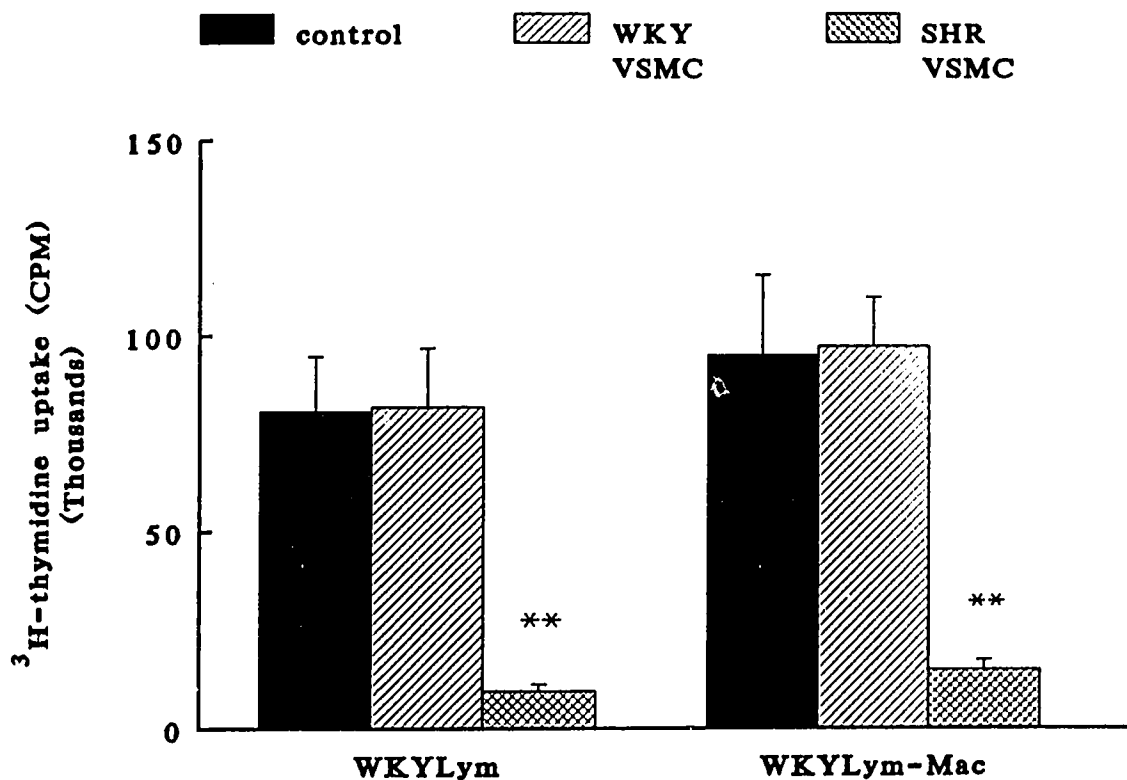 control
WKY
VSMC
SHR
VSMC
³H-thymidine uptake (CPM)
(Thousands)
150
100
50
0
**
**
WKYLym
WKYLym-Mac